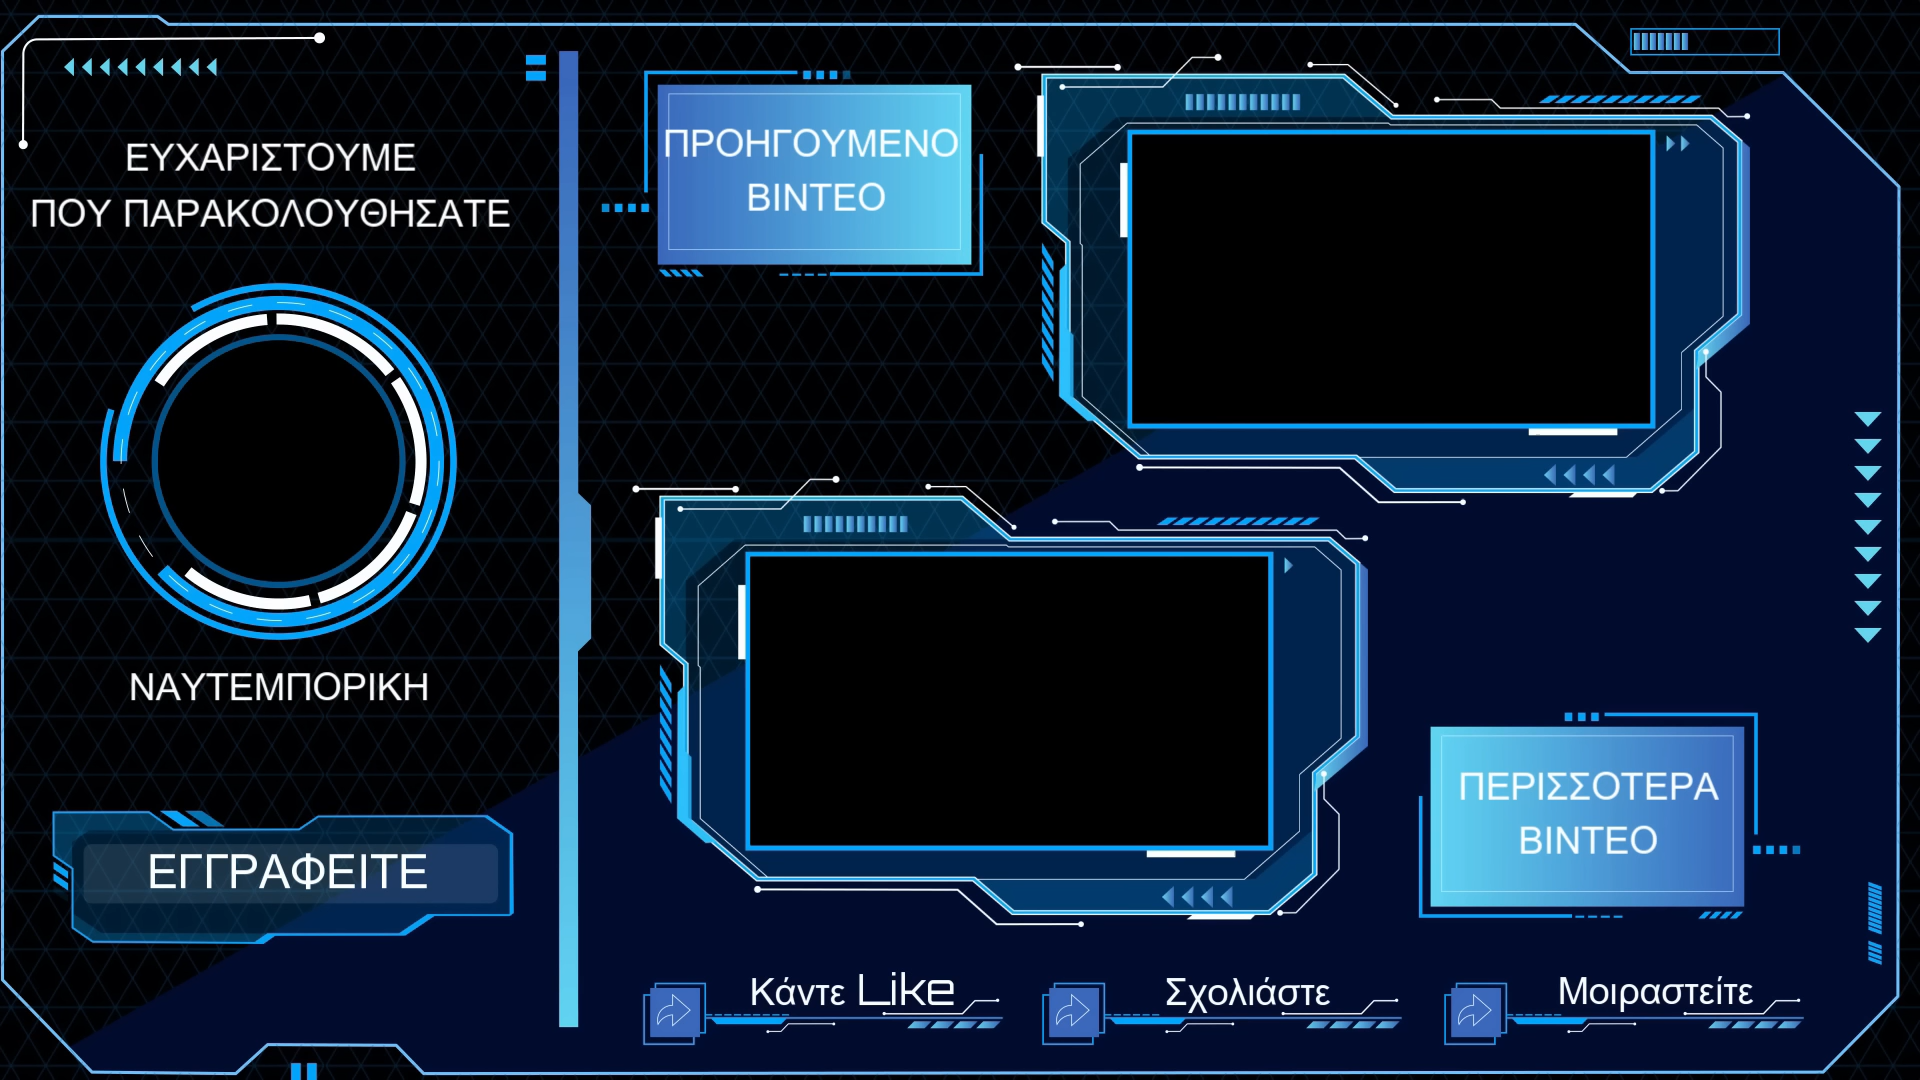 ΕΥΧΑΡΙΣΤΟΥΜΕ
ΠΟΥ ΠΑΡΑΚΟΛΟΥΘΗΣΑΤΕ
ΝΑΥΤΕΜΠΟΡΙΚΗ
ΕΓΓΡΑΦΕΙΤΕ
ΠΡΟΗΓΟΥΜΕΝΟ
ΒΙΝΤΕΟ
ΠΕΡΙΣΣΟΤΕΡΑ
ΒΙΝΤΕΟ
Κάντε Like
Σχολιάστε
Μοιραστείτε